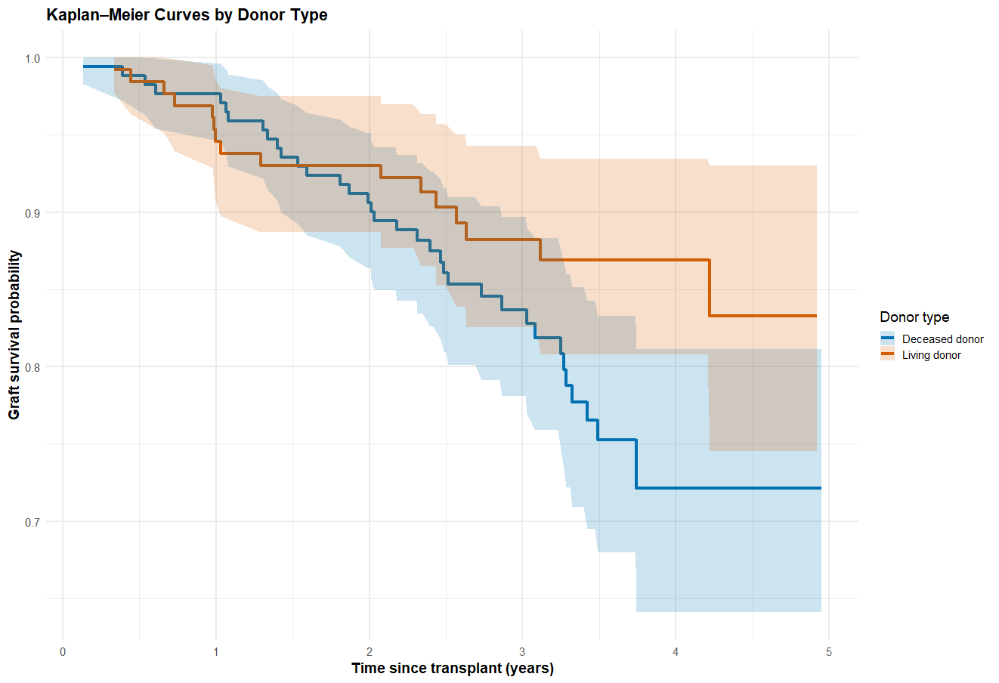 Kaplan–Meier Curves by Donor Type
1.0
0.9
0.8
0.7
Graft survival probability
0
1
2
3
4
5
Time since transplant (years)
Donor type
Deceased donor
Living donor